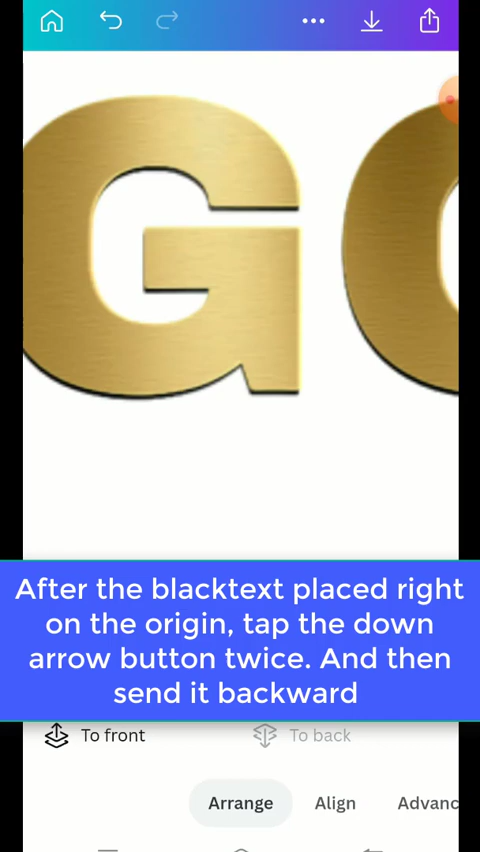 G
After the blacktext placed right
on the origin, tap the down
arrow button twice. And then
send it backward
To front
To back
Arrange
Align
Advanc